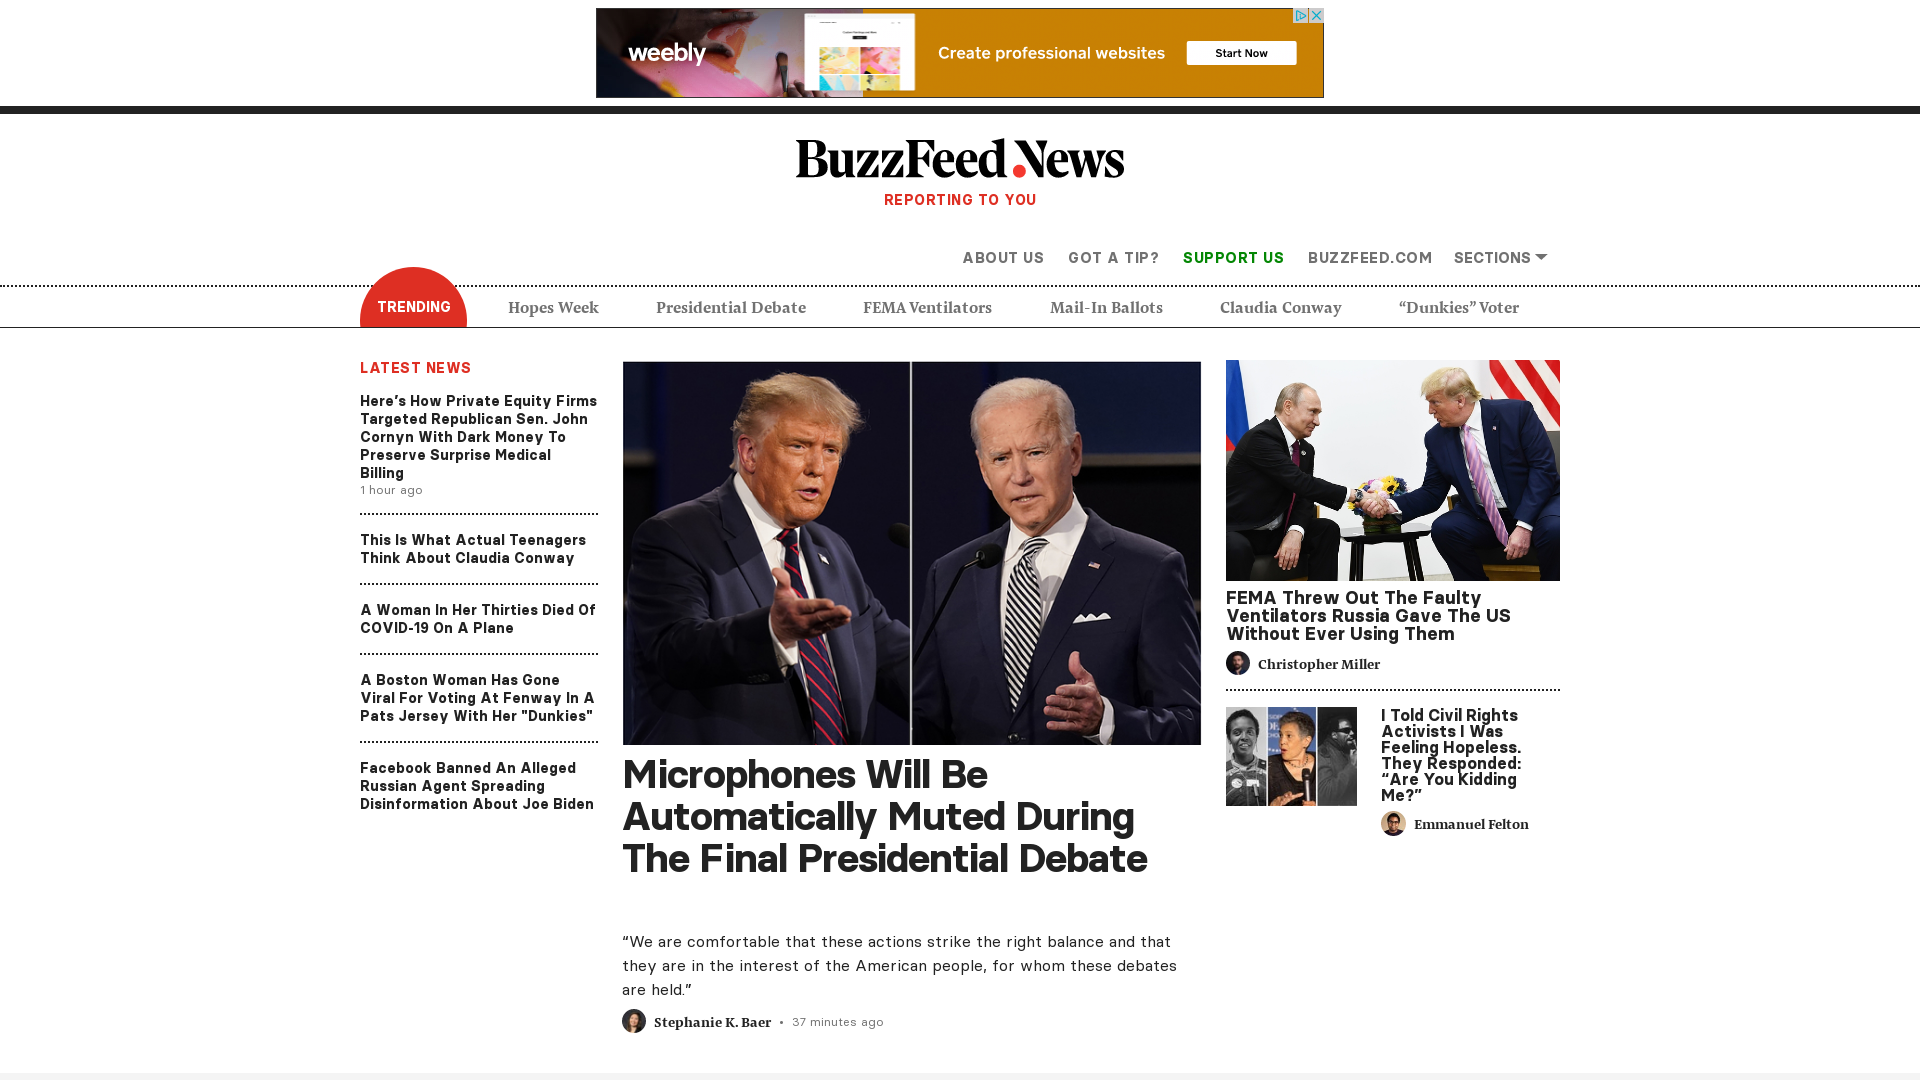 weebly
Create professional websites
Start Now
BuzzFeed News
REPORTING TO YOU
ABOUT US
GOT A TIP?
SUPPORT US
BUZZFEED.COM
SECTIONS
TRENDING
Hopes Week
Presidential Debate
FEMA Ventilators
Mail-In Ballots
Claudia Conway
“Dunkies” Voter
LATEST NEWS
Here’s How Private Equity Firms
Targeted Republican Sen. John
Cornyn With Dark Money To
Preserve Surprise Medical
Billing
1 hour ago
This Is What Actual Teenagers
Think About Claudia Conway
A Woman In Her Thirties Died Of
COVID-19 On A Plane
A Boston Woman Has Gone
Viral For Voting At Fenway In A
Pats Jersey With Her "Dunkies"
Facebook Banned An Alleged
Russian Agent Spreading
Disinformation About Joe Biden
Microphones Will Be
Automatically Muted During
The Final Presidential Debate
“We are comfortable that these actions strike the right balance and that
they are in the interest of the American people, for whom these debates
are held.”
Stephanie K. Baer • 37 minutes ago
FEMA Threw Out The Faulty
Ventilators Russia Gave The US
Without Ever Using Them
Christopher Miller
I Told Civil Rights
Activists I Was
Feeling Hopeless.
They Responded:
“Are You Kidding
Me?”
Emmanuel Felton